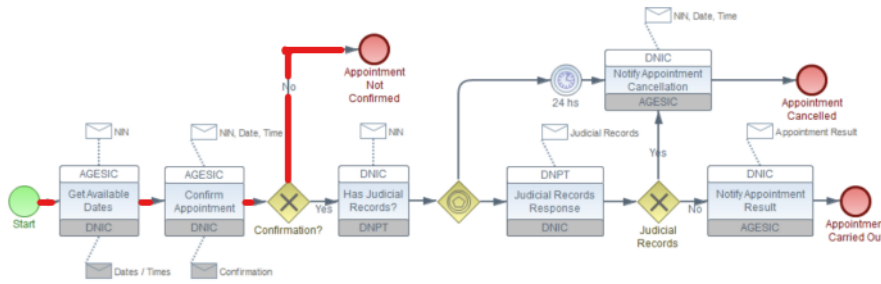 NIN, Date, Time
DNIC
Notify Appointment
Cancellation
AGESIC
24 hs
Appointment
Cancelled
Appointment
Not
Confirmed
No
NIN
NIN, Date, Time
NIN
Judicial Records
Appointment Result
Yes
AGESIC
Get Available
Dates
DNIC
AGESIC
Confirm
Appointment
DNIC
DNIC
Has Judicial
Records?
DNPT
DNPT
Judicial Records
Response
DNIC
DNIC
Notify Appointment
Result
AGESIC
Start
Confirmation?
Yes
Judicial
Records
No
Appointment
Carried Ou
Dates / Times
Confirmation